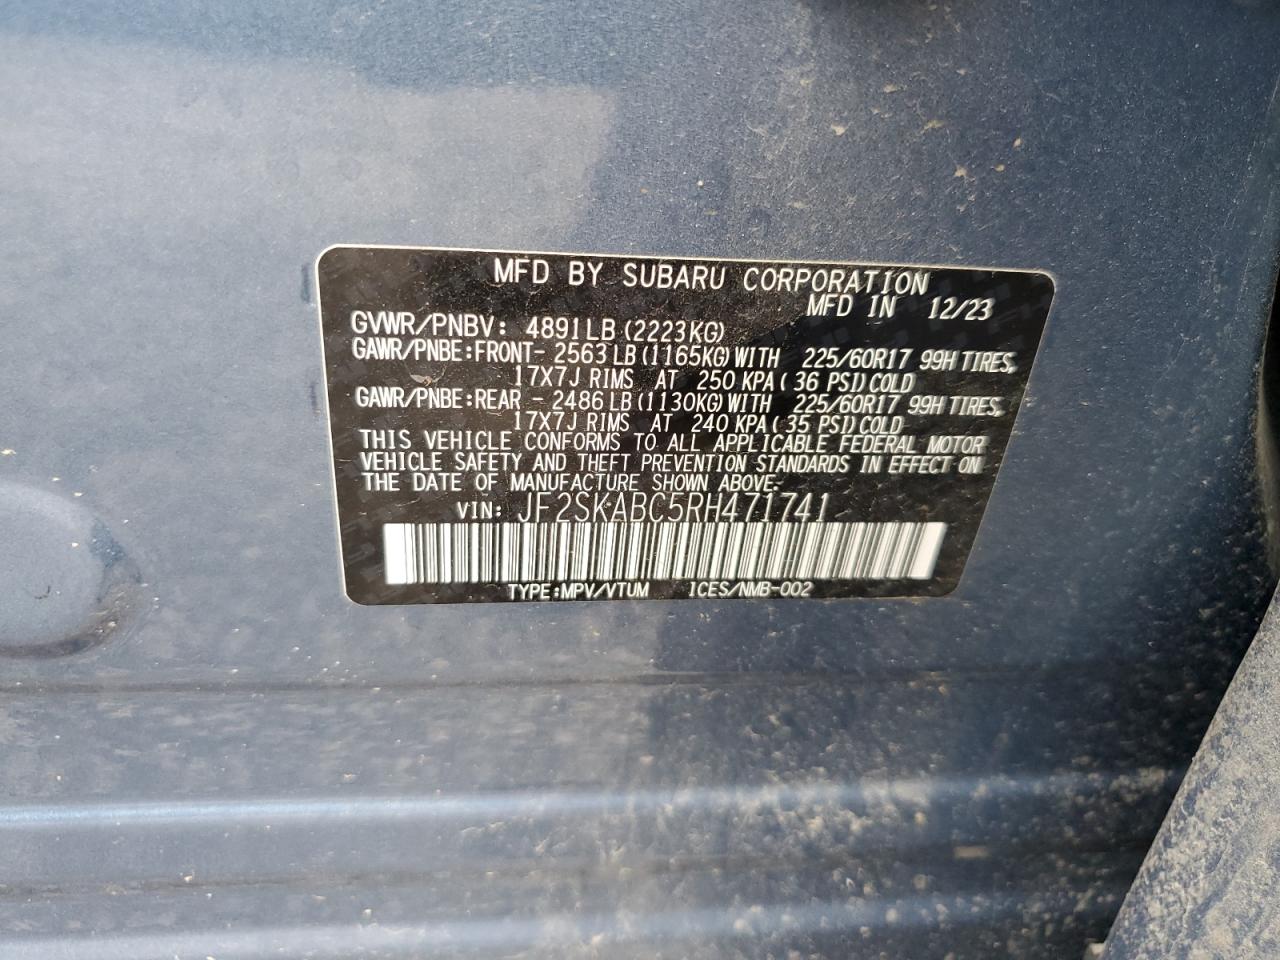 MFD BY SUBARU CORPORATION
MFD IN 12/23
GVWR/PNBV: 4891LB (2223KG)
GAWR/PNBE:FRONT- 2563 LB (1165KG) WITH 225/60R17 99H TIRES,
17X7J RIMS AT 250 KPA ( 36 PSI) COLD
GAWR/PNBE:REAR - 2486 LB (1130KG) WITH 225/60R17 99H TIRES,
17X7J RIMS AT 240 KPA ( 35 PSI) COLD
THIS VEHICLE CONFORMS TO ALL APPLICABLE FEDERAL MOTOR
VEHICLE SAFETY AND THEFT PREVENTION STANDARDS IN EFFECT ON
THE DATE OF MANUFACTURE SHOWN ABOVE.
VIN: JF2SKABC5RH471741
TYPE:MPV/VTUM ICES/NMB-002